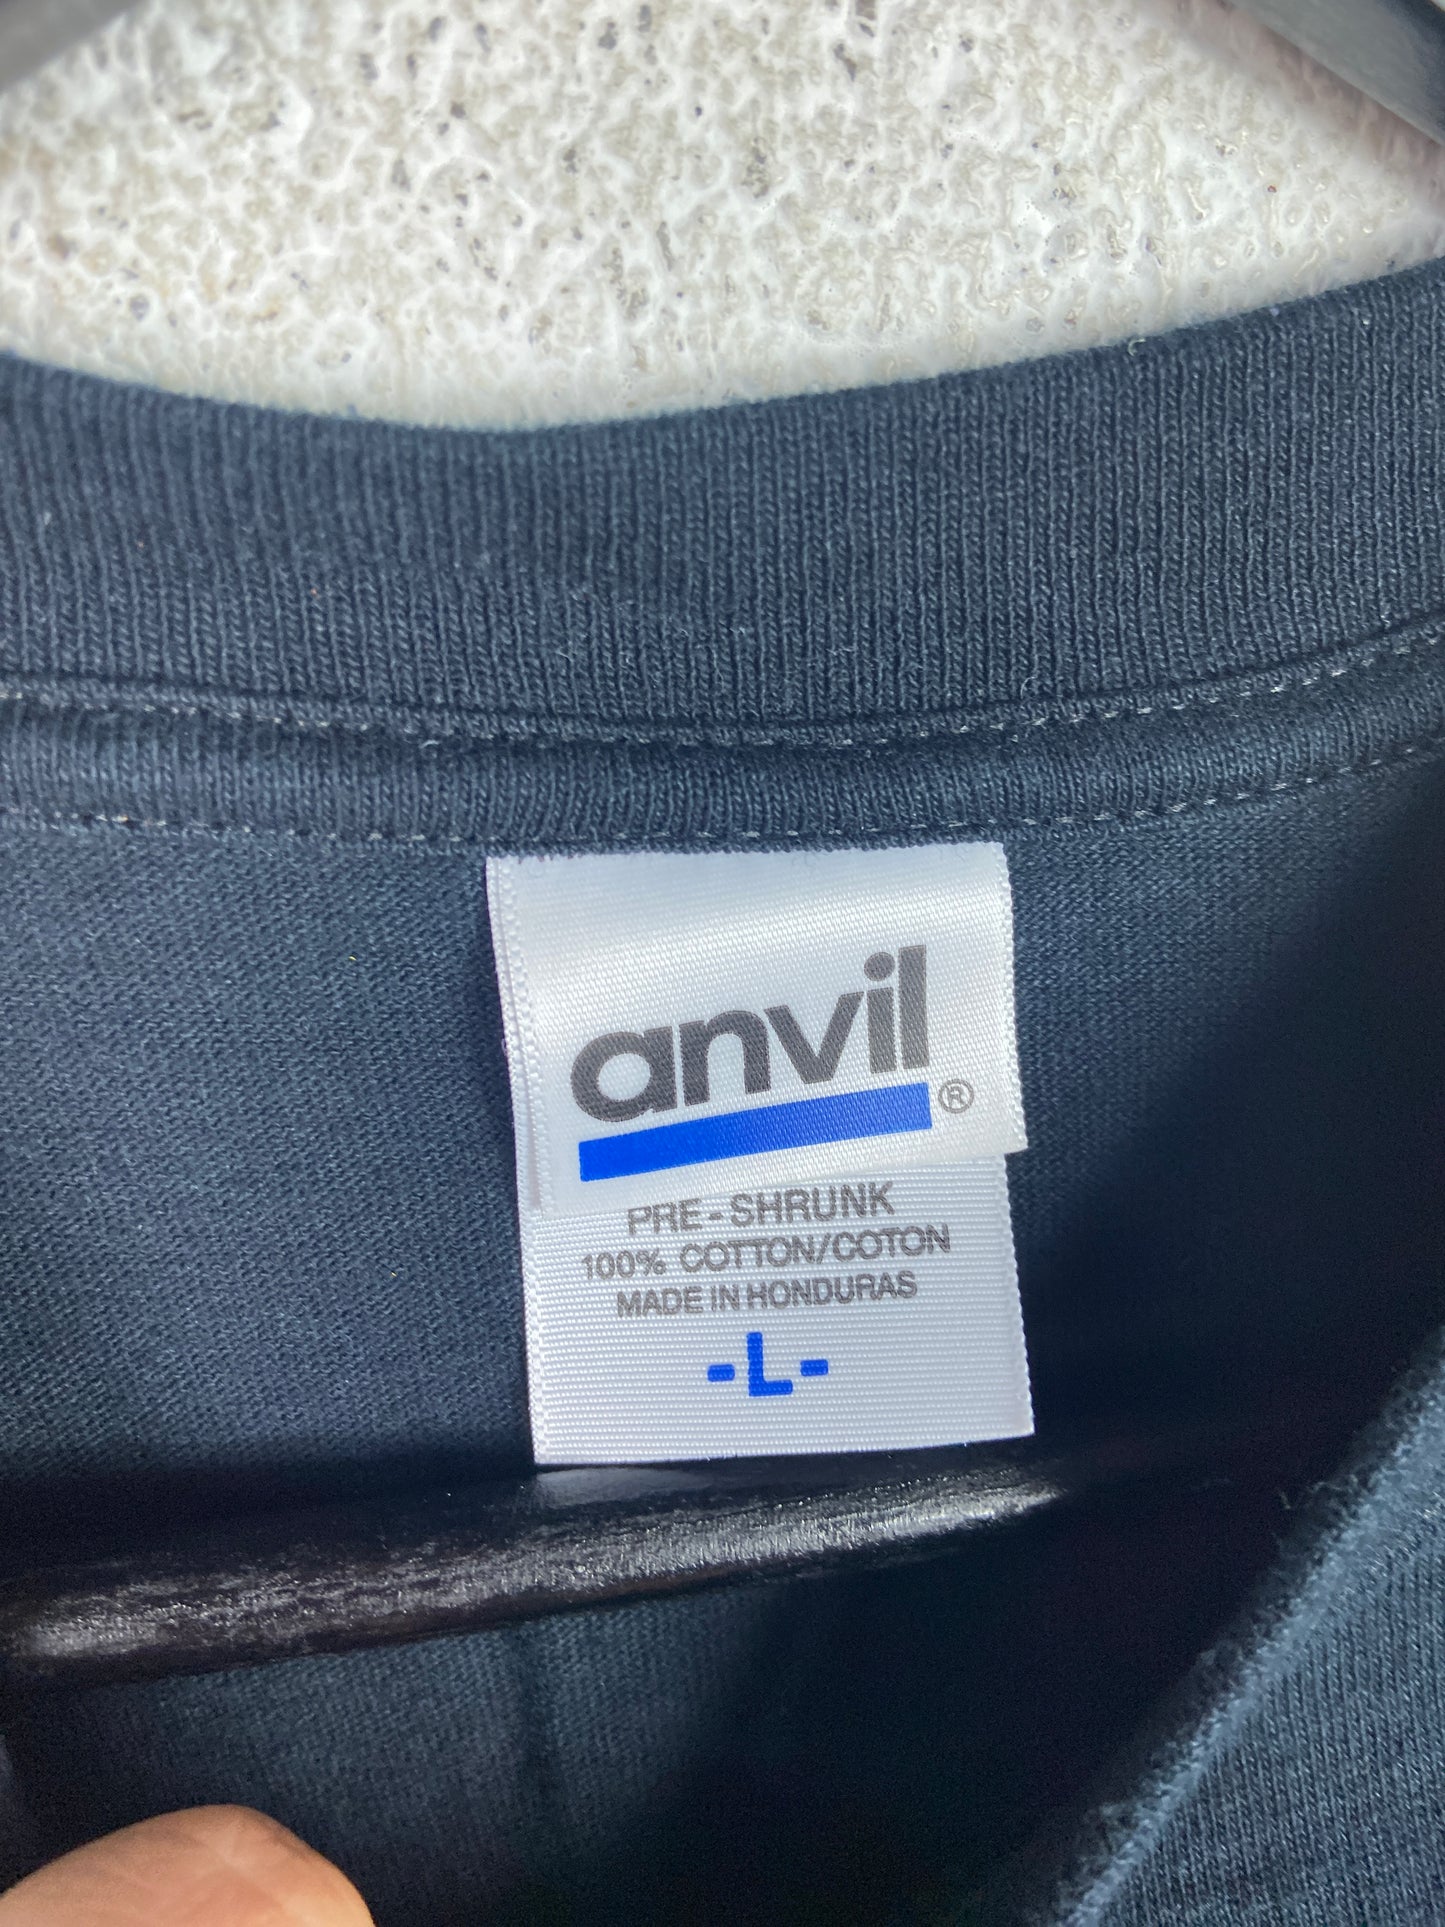 anvil®
PRE-SHRUNK
100% COTTON/COTON
MADE IN HONDURAS
-L-